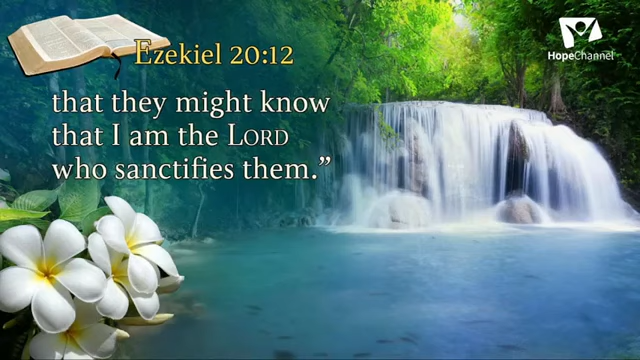 Ezekiel 20:12
HopeChannel
that they might know
that I am the LORD
who sanctifies them.”